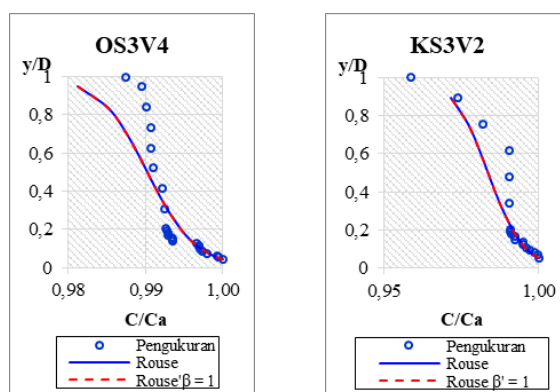 OS3V4
y/D
1
0,8
0,6
0,4
0,2
0
0,98
0,99
1,00
C/Ca
Pengukuran
Rouse
Rouse'β = 1
KS3V2
y/D
1
0,8
0,6
0,4
0,2
0
0,95
1,00
C/Ca
Pengukuran
Rouse
Rouse β' = 1